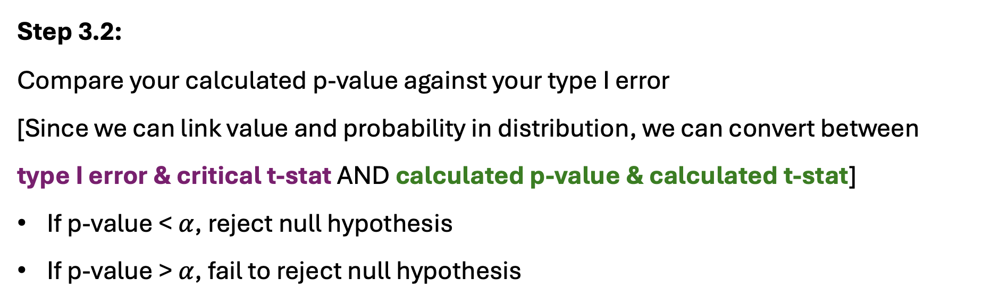 Step 3.2:
Compare your calculated p-value against your type I error
[Since we can link value and probability in distribution, we can convert between
type I error & critical t-stat AND calculated p-value & calculated t-stat]
• If p-value < 𝛼, reject null hypothesis
• If p-value > 𝛼, fail to reject null hypothesis